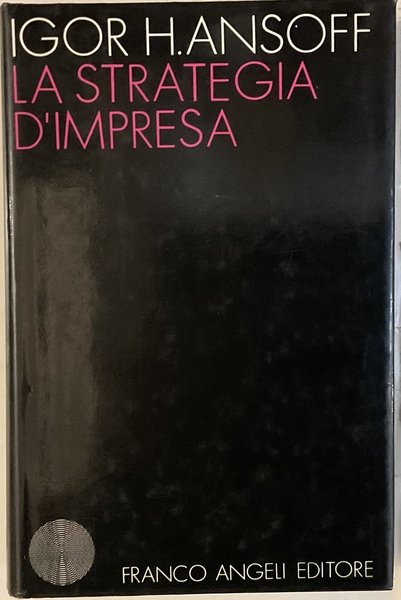 IGOR H.ANSOFF
LA STRATEGIA
D'IMPRESA
FRANCO ANGELI EDITORE